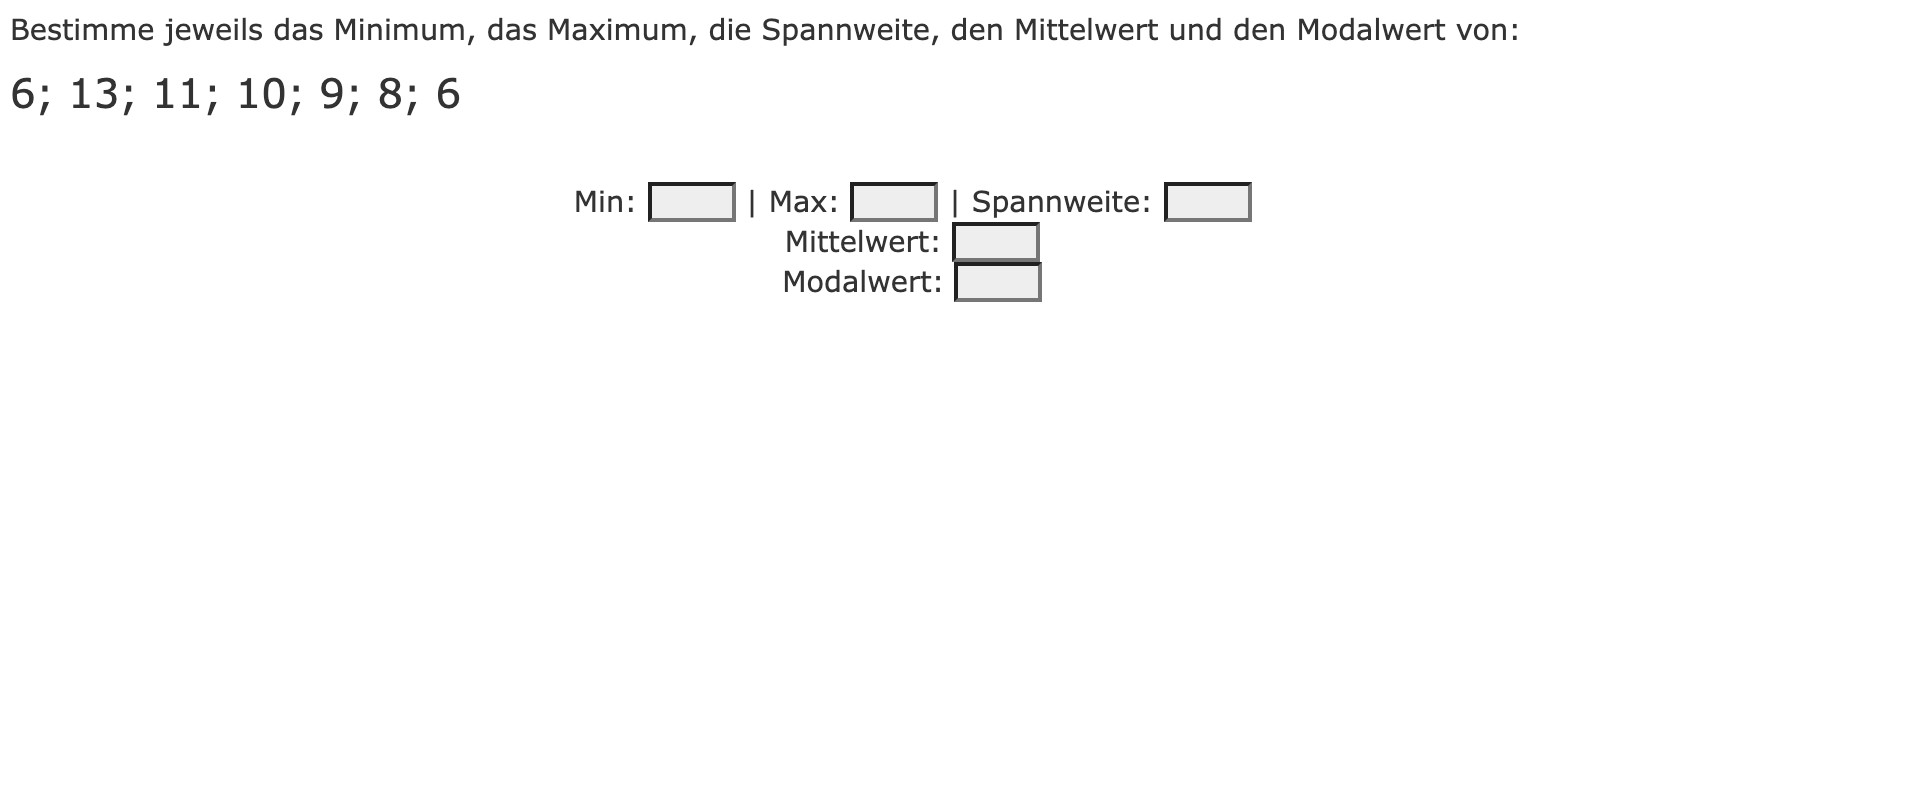 Bestimme jeweils das Minimum, das Maximum, die Spannweite, den Mittelwert und den Modalwert von:
6; 13; 11; 10; 9; 8; 6
Min: | Max: | Spannweite:
Mittelwert:
Modalwert: